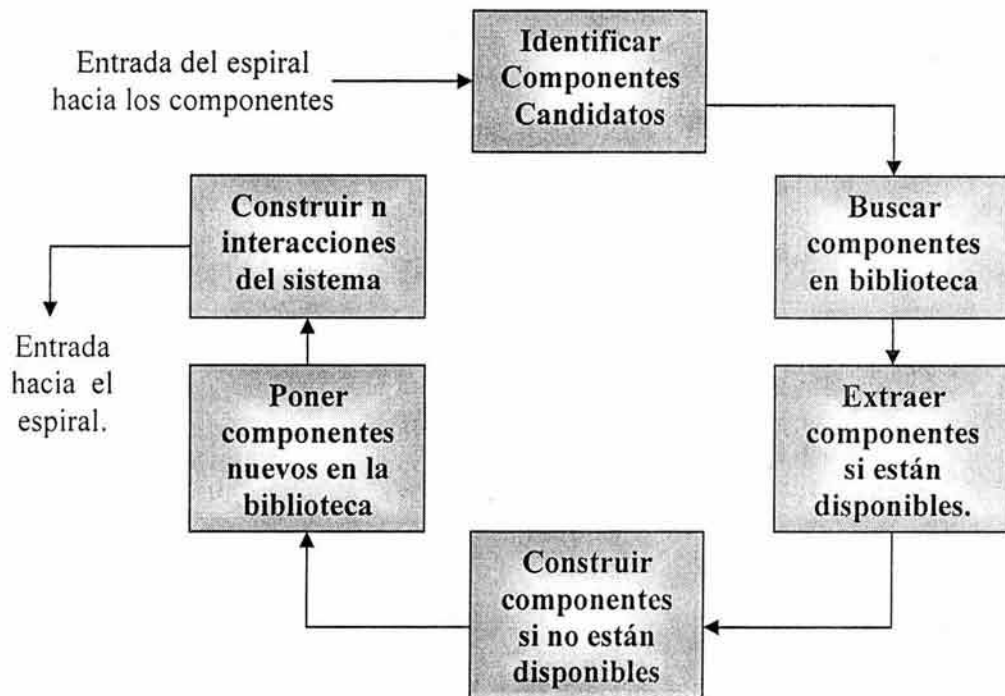 Entrada del espiral
hacia los componentes
Identificar
Componentes
Candidatos
Buscar
componentes
en biblioteca
Extraer
componentes
si están
disponibles.
Construir
componentes
si no están
disponibles
Poner
componentes
nuevos en la
biblioteca
Construir n
interacciones
del sistema
Entrada
hacia el
espiral.